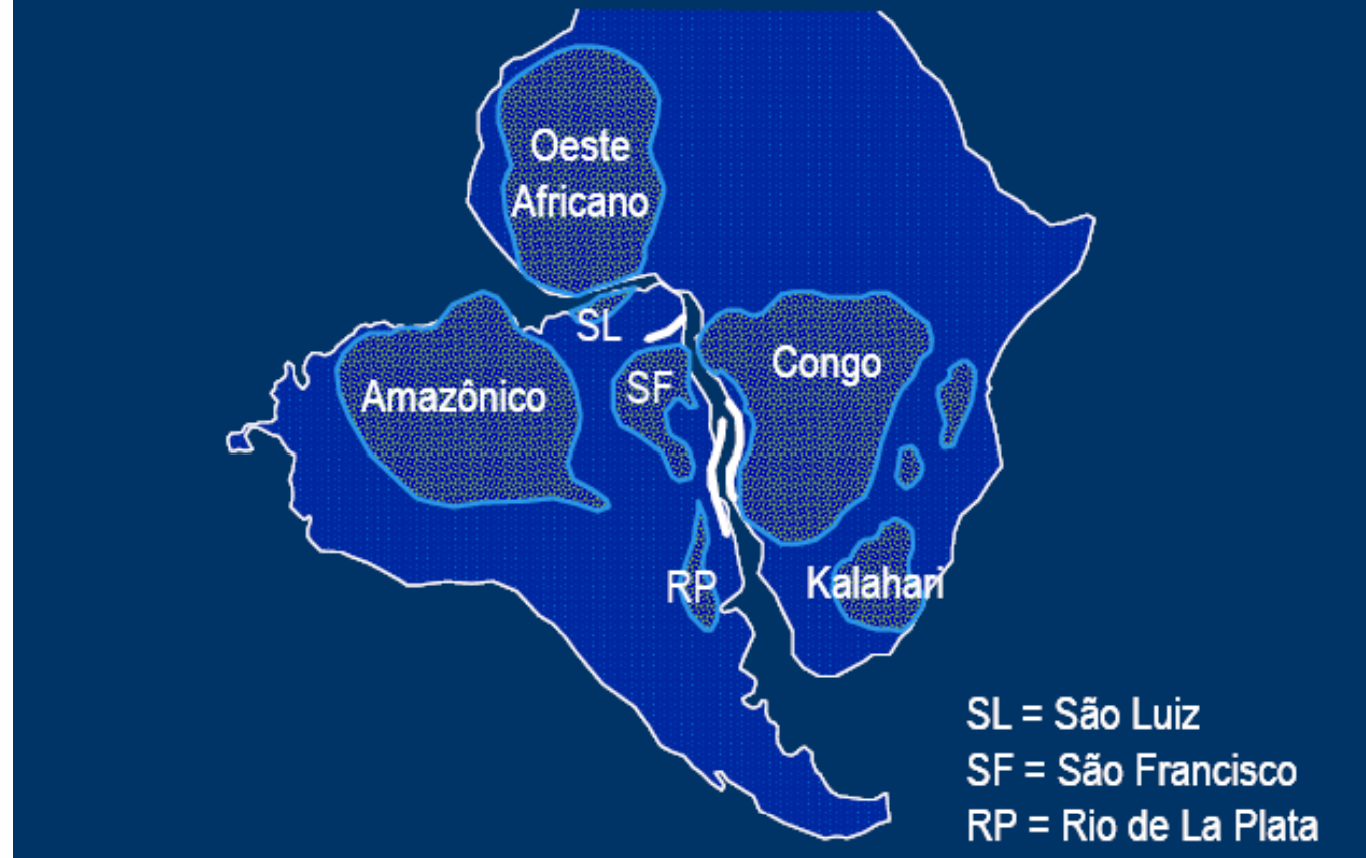 Oeste
Africano
SL
Congo
Amazônico
SF
RP
Kalahari
SL = São Luiz
SF = São Francisco
RP = Rio de La Plata